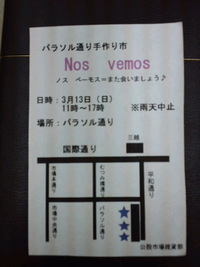 パラソル通り手作り市
Nos vemos
ノス ベーモス=また会いましょう♪
日時：3月13日（日）
11時〜17時 ※雨天中止
場所：パラソル通り
三越
国際通り
市場本通り
むつみ橋通り
平和通り
市場中央通り
パラソル通り
★
★
★
公設市場雑貨部